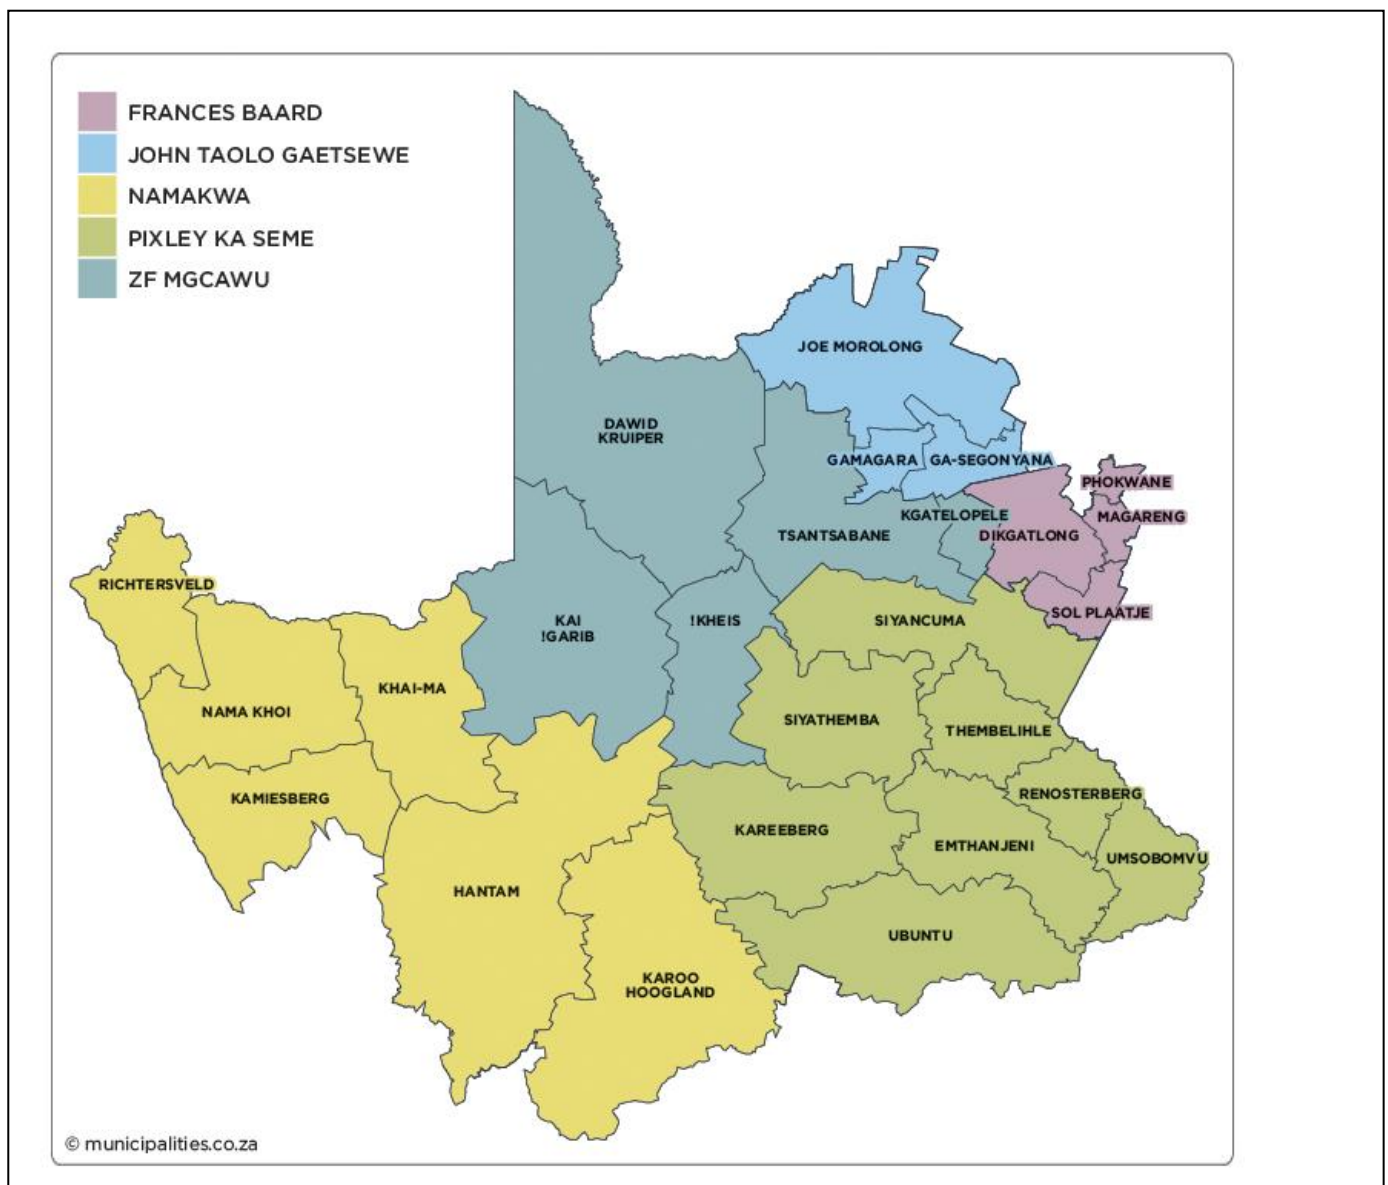 FRANCES BAARD
JOHN TAOLO GAETSEWE
NAMAKWA
PIXLEY KA SEME
ZF MGCAWU
JOE MOROLONG
DAWID
KRUIPER
GAMAGARA
GA-SEGONYANA
PHOKWANE
KGATELOPELE
MAGARENG
TSANTSABANE
DIKGATLONG
RICHTERSVELD
SOL PLAATJE
KAI
!GARIB
!KHEIS
SIYANCUMA
KHAI-MA
NAMA KHOI
SIYATHEMBA
THEMBELIHLE
KAMIESBERG
RENOSTERBERG
KAREEBERG
EMTHANJENI
UMSOBOMVU
HANTAM
UBUNTU
KAROO
HOOGLAND
© municipalities.co.za